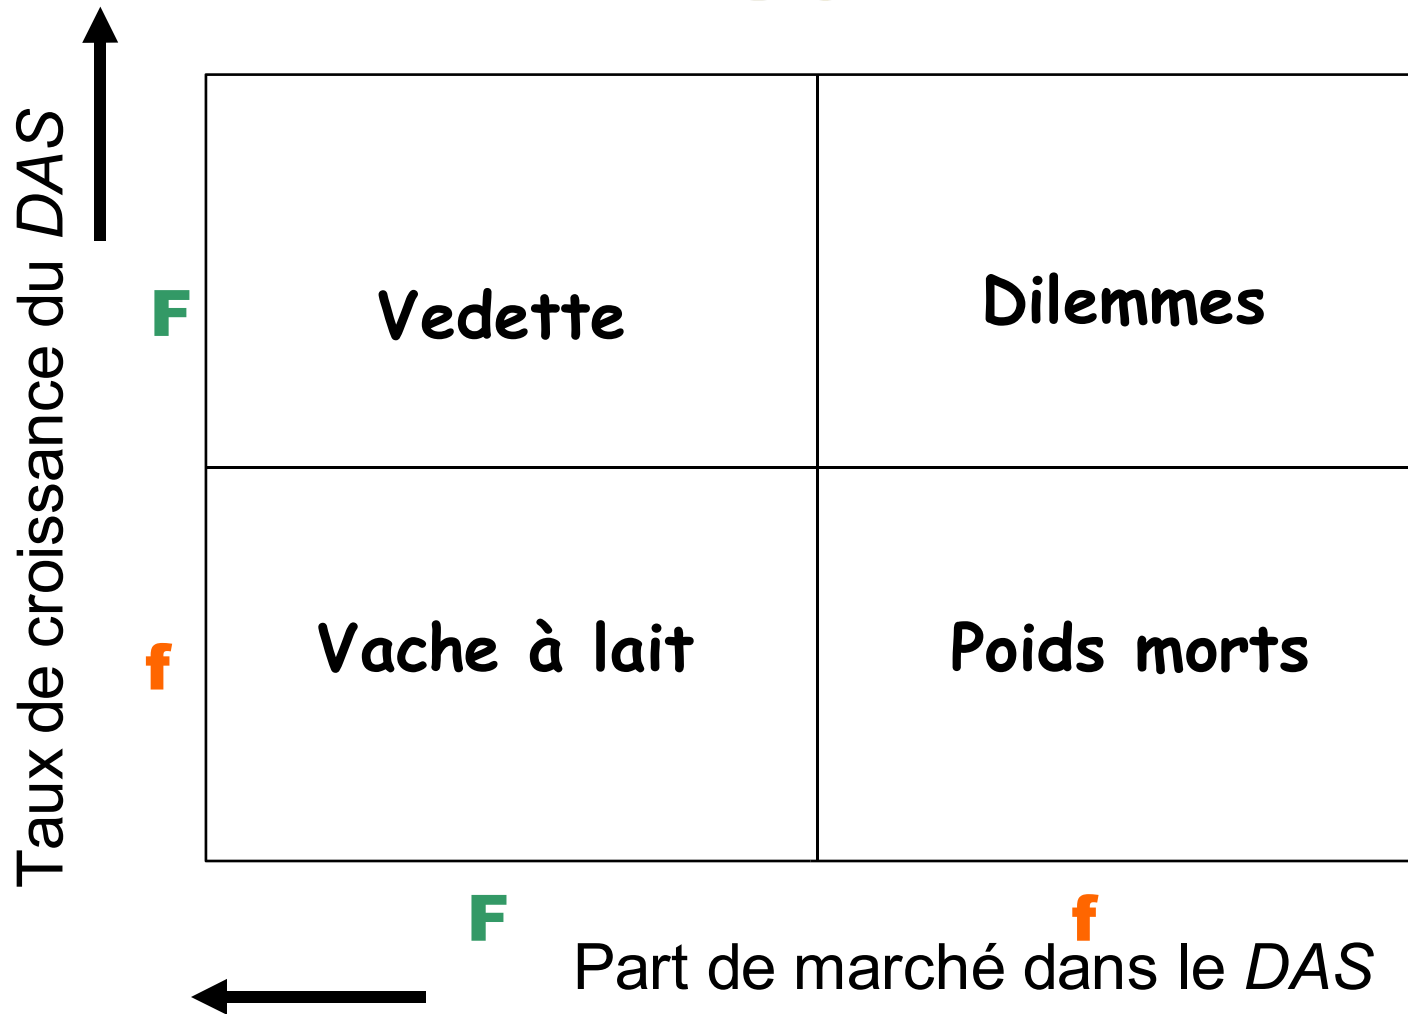 Taux de croissance du DAS
F
Vedette
Dilemmes
f
Vache à lait
Poids morts
F
f
Part de marché dans le DAS